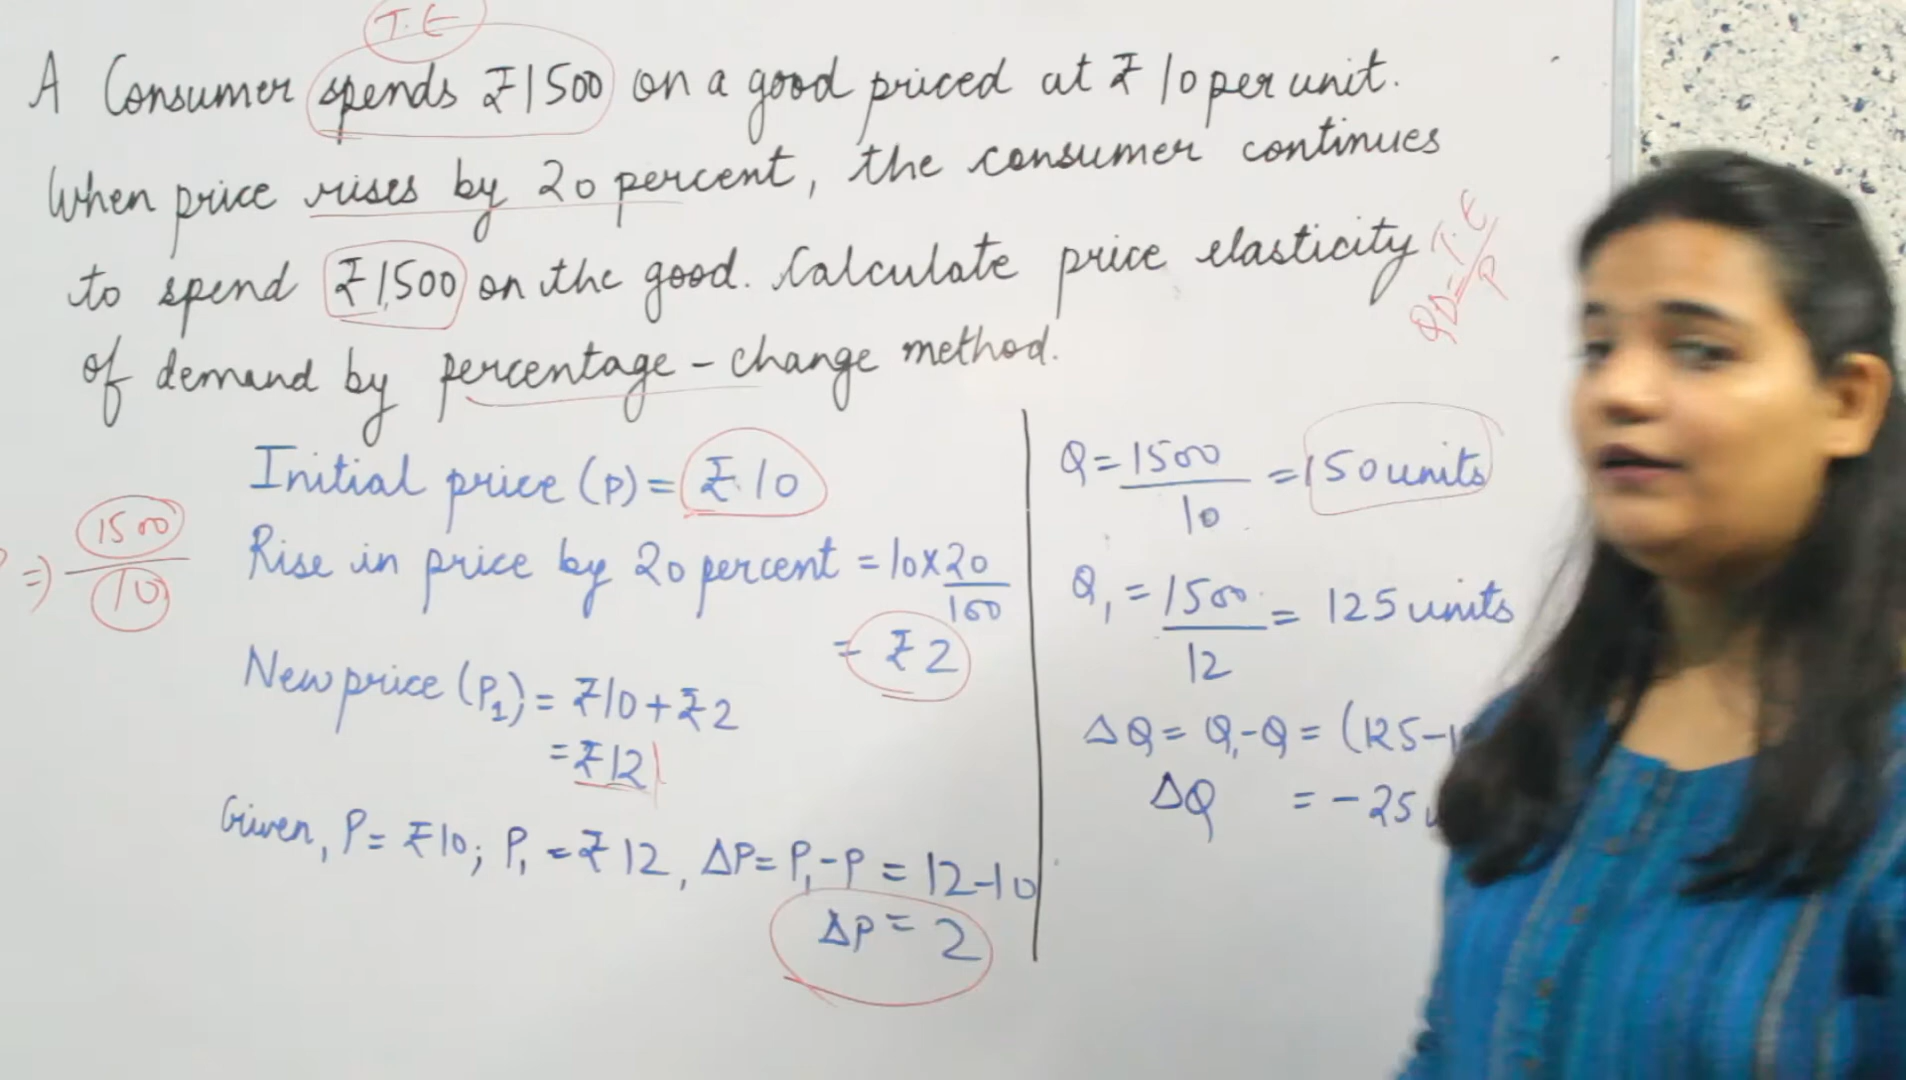 T.E
A Consumer spends ₹1500 on a good priced at ₹10 per unit.
When price rises by 20 percent, the consumer continues
to spend ₹1,500 on the good. Calculate price elasticity
of demand by percentage-change method.
QD = T.E/P
Initial price (P) = ₹10
⇒ 1500/10
Rise in price by 20 percent = 10×20/100
= ₹2
New price (P1) = ₹10+₹2
= ₹12
Given, P = ₹10; P1 = ₹12, ΔP = P1-P = 12-10
ΔP = 2
Q = 1500/10 = 150 units
Q1 = 1500/12 = 125 units
ΔQ = Q1-Q = (125-1
ΔQ = -25